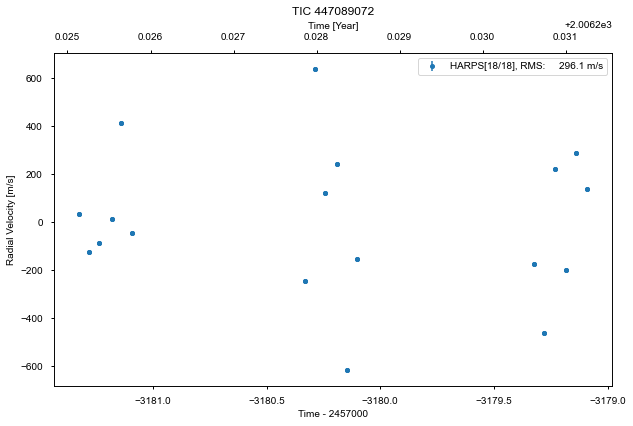 TIC 447089072
Time [Year]
+2.0062e3
0.025 0.026 0.027 0.028 0.029 0.030 0.031
HARPS[18/18], RMS: 296.1 m/s
Radial Velocity [m/s]
600
400
200
0
−200
−400
−600
−3181.0 −3180.5 −3180.0 −3179.5 −3179.0
Time - 2457000